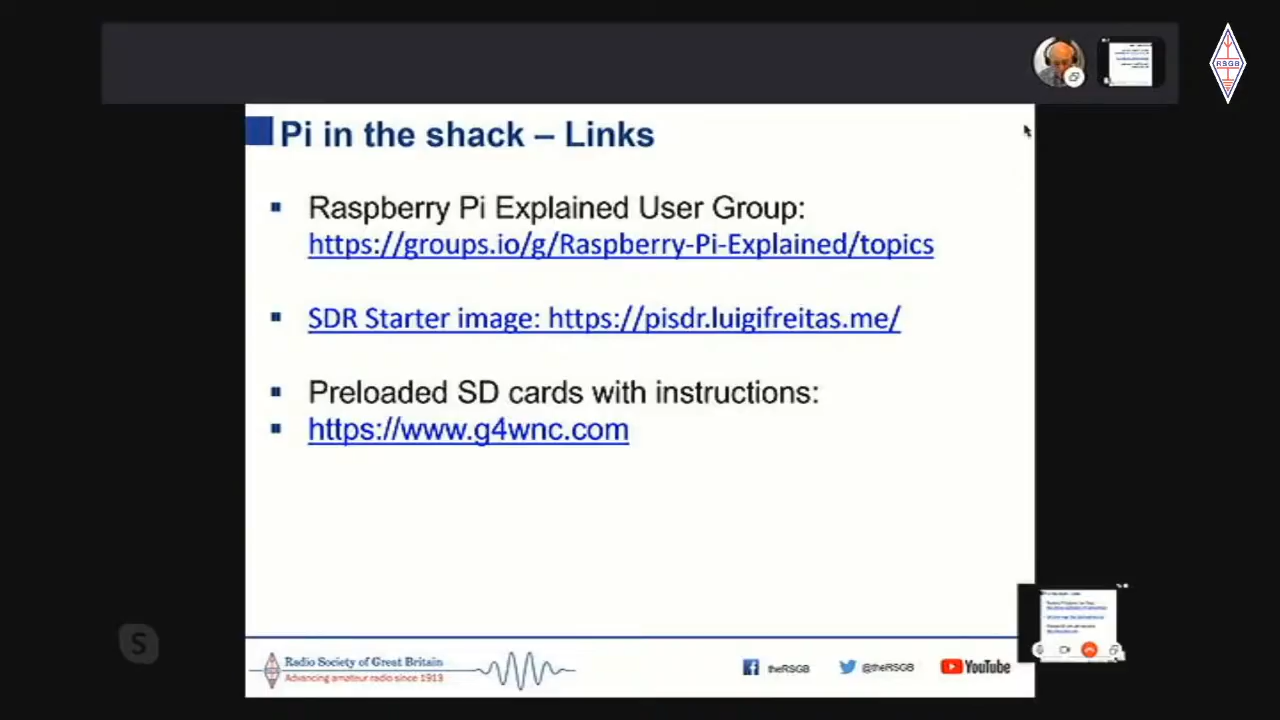 RSGB
Pi in the shack – Links
Raspberry Pi Explained User Group:
https://groups.io/g/Raspberry-Pi-Explained/topics
SDR Starter image: https://pisdr.luigifreitas.me/
Preloaded SD cards with instructions:
https://www.g4wnc.com
S
Radio Society of Great Britain
Advancing amateur radio since 1913
theRSGB
@theRSGB
YouTube